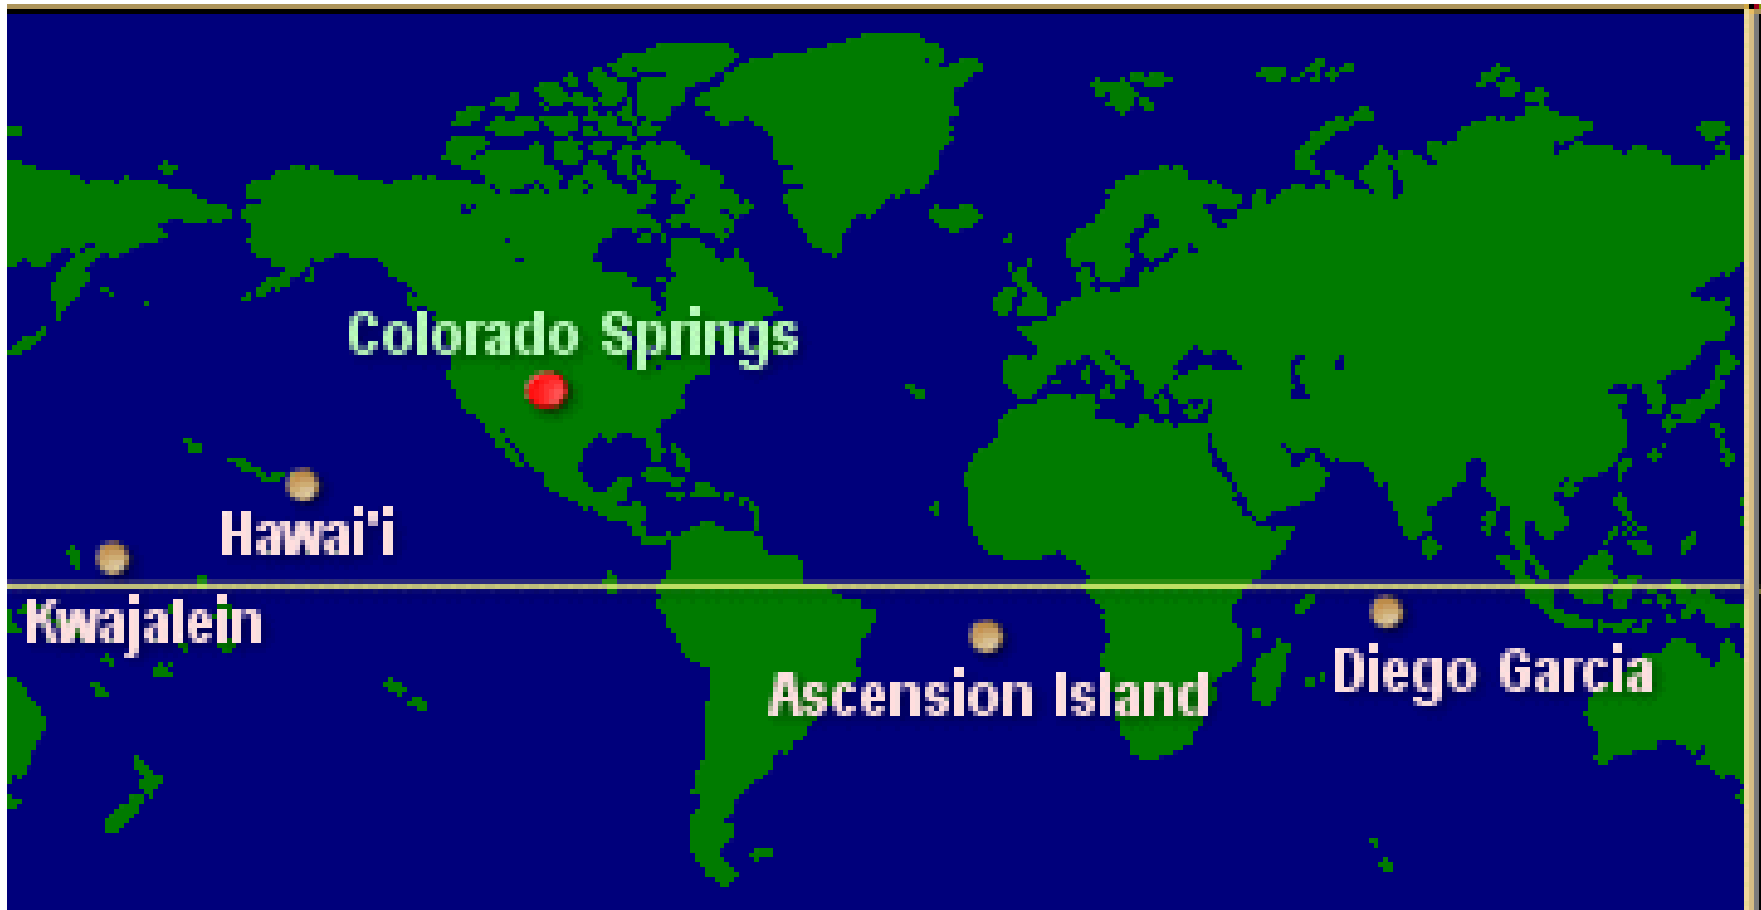 Colorado Springs
Hawai'i
Kwajalein
Ascension Island
Diego Garcia